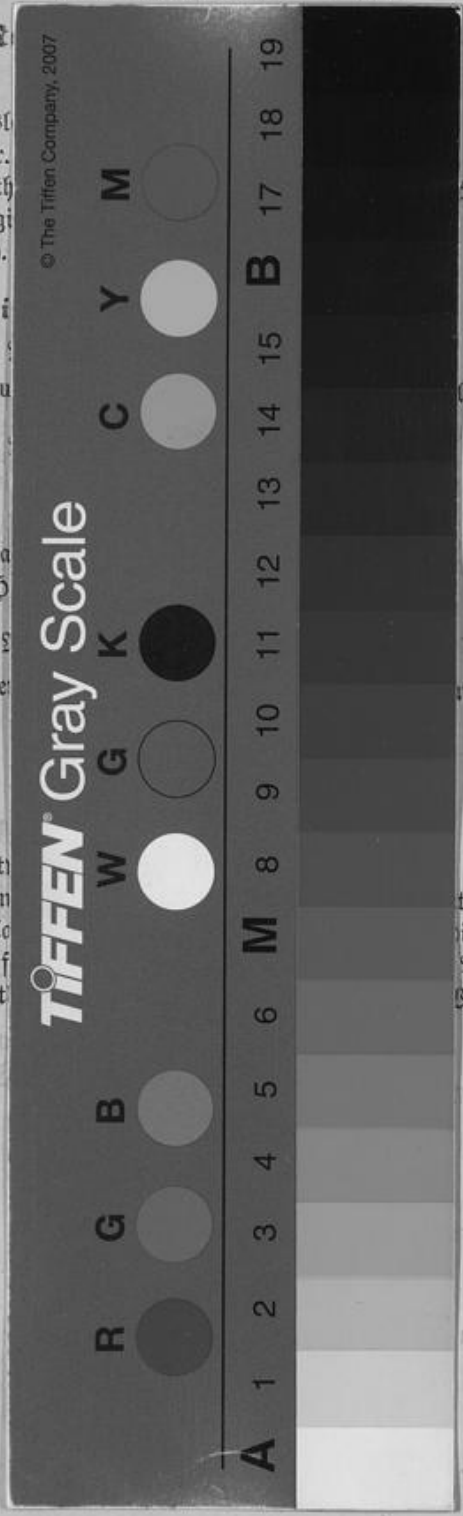 © The Tiffen Company, 2007
TIFFEN® Gray Scale
R G B W G K C Y M
A 1 2 3 4 5 6 M 8 9 10 11 12 13 14 15 B 17 18 19